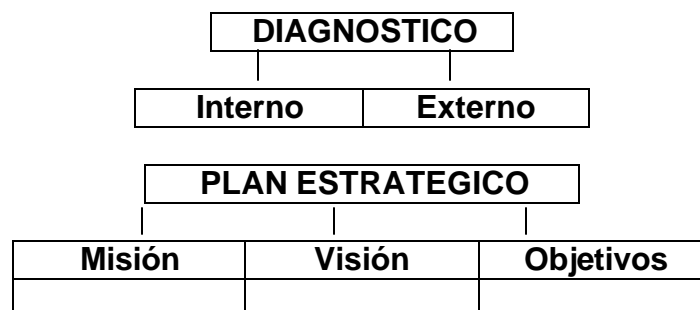 DIAGNOSTICO
Interno Externo
PLAN ESTRATEGICO
Misión Visión Objetivos